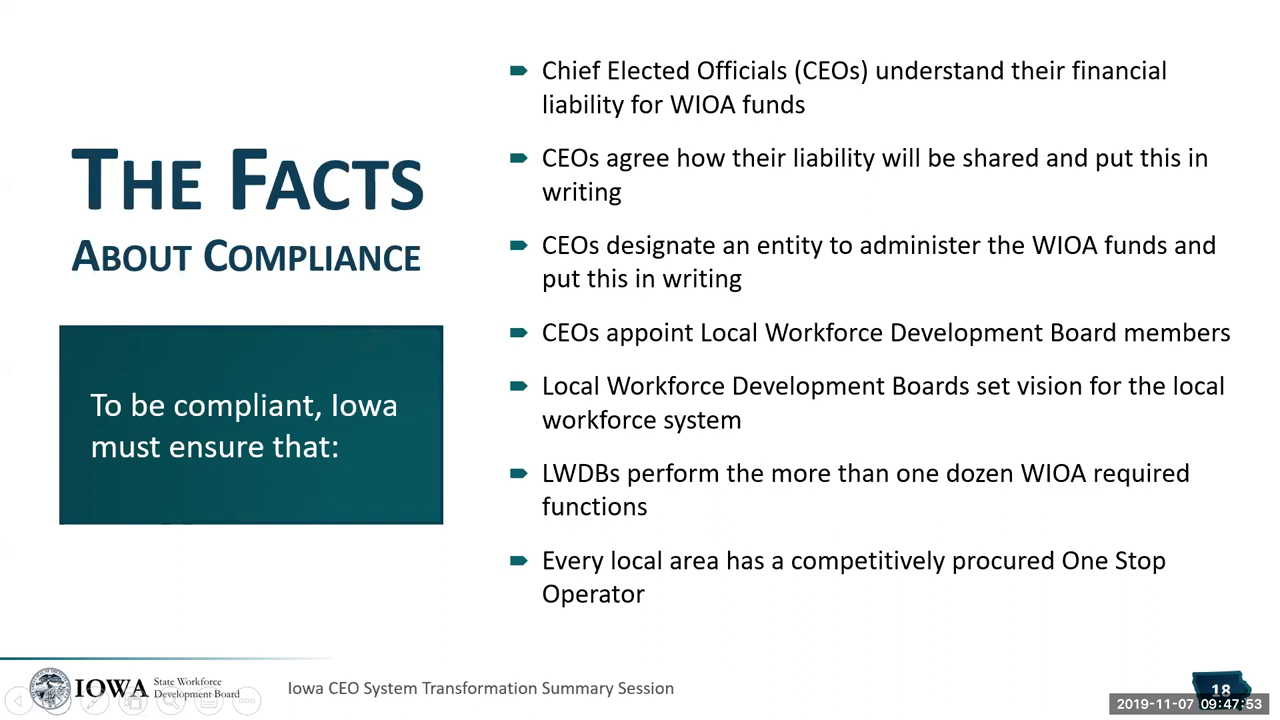 THE FACTS
ABOUT COMPLIANCE
To be compliant, Iowa
must ensure that:
Chief Elected Officials (CEOs) understand their financial
liability for WIOA funds
CEOs agree how their liability will be shared and put this in
writing
CEOs designate an entity to administer the WIOA funds and
put this in writing
CEOs appoint Local Workforce Development Board members
Local Workforce Development Boards set vision for the local
workforce system
LWDBs perform the more than one dozen WIOA required
functions
Every local area has a competitively procured One Stop
Operator
IOWA State Workforce
Development Board
Iowa CEO System Transformation Summary Session
18
2019-11-07 09:47:53